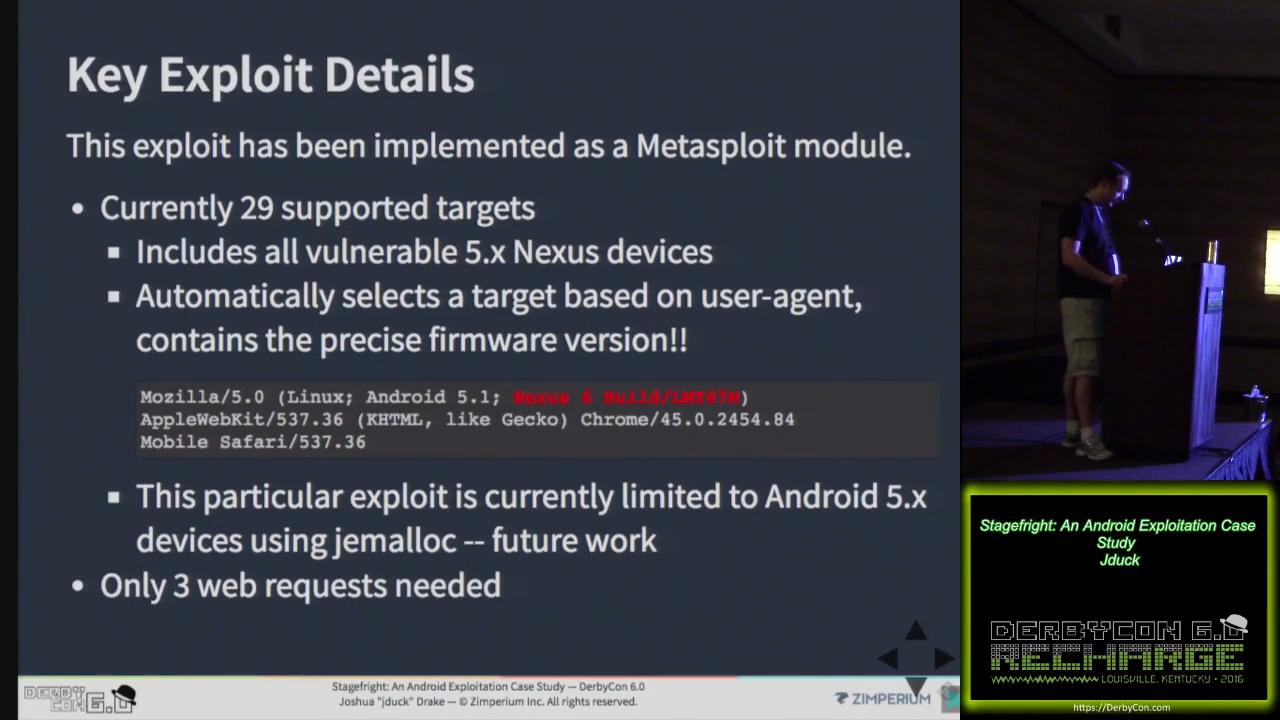 Key Exploit Details
This exploit has been implemented as a Metasploit module.
• Currently 29 supported targets
▪ Includes all vulnerable 5.x Nexus devices
▪ Automatically selects a target based on user-agent,
contains the precise firmware version!!
Mozilla/5.0 (Linux; Android 5.1; Nexus 6 Build/LMY47M)
AppleWebKit/537.36 (KHTML, like Gecko) Chrome/45.0.2454.84
Mobile Safari/537.36
▪ This particular exploit is currently limited to Android 5.x
devices using jemalloc -- future work
• Only 3 web requests needed
DERBYCON 6.0
Stagefright: An Android Exploitation Case Study — DerbyCon 6.0
Joshua "jduck" Drake — © Zimperium Inc. All rights reserved.
ZIMPERIUM
Stagefright: An Android Exploitation Case
Study
Jduck
DERBYCON 6.0
RECHARGE
LOUISVILLE, KENTUCKY • 2016
https://DerbyCon.com